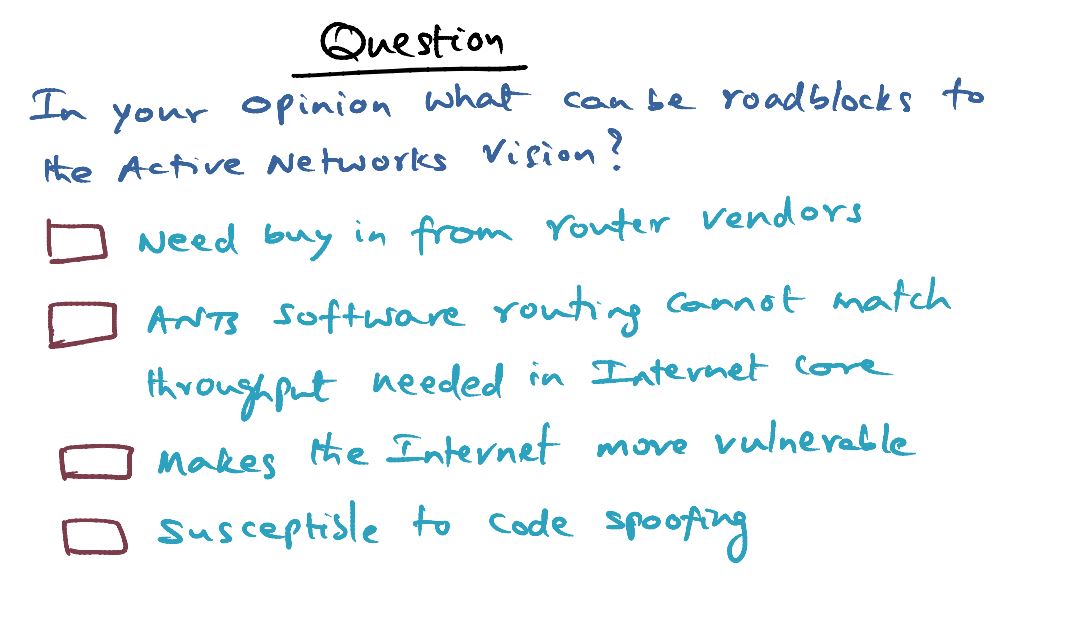 Question
In your opinion what can be roadblocks to
the Active Networks vision?
Need buy in from router vendors
ANTS software routing cannot match
throughput needed in Internet core
Makes the Internet more vulnerable
Susceptible to code spoofing